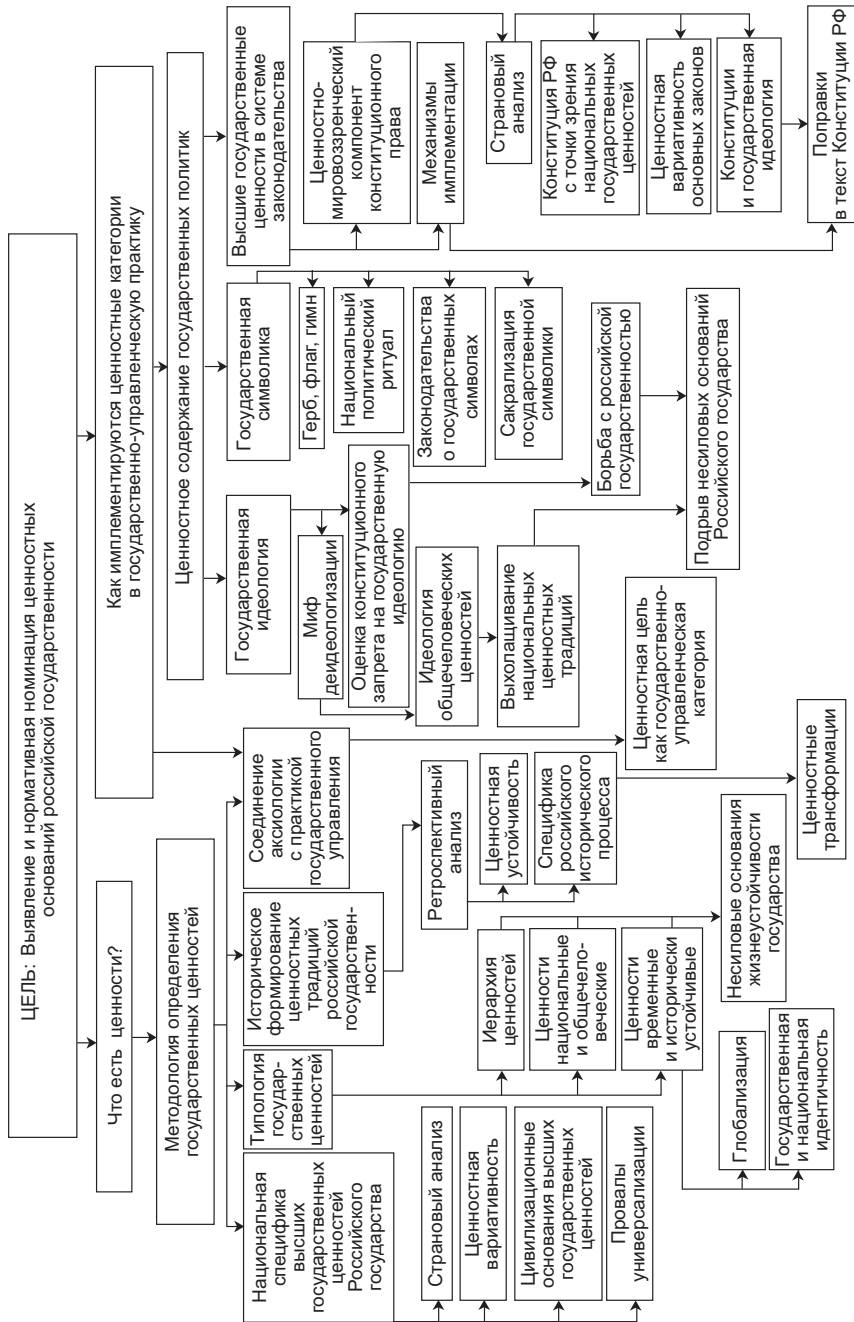 ЦЕЛЬ: Выявление и нормативная номинация ценностных
оснований российской государственности
Что есть ценности?
Как имплементируются ценностные категории
в государственно-управленческую практику
Методология определения
государственных ценностей
Ценностное содержание государственных политик
Национальная
специфика
высших
государственных
ценностей
Российского
государства
Типология
государ-
ственных
ценностей
Историческое
формирование
ценностных
традиций
российской
государствен-
ности
Соединение
аксиологии
с практикой
государственного
управления
Государственная
идеология
Государственная
символика
Высшие государственные
ценности в системе
законодательства
Страновый анализ
Ценностная
вариативность
Цивилизационные
основания высших
государственных
ценностей
Провалы
универсализации
Иерархия
ценностей
Ценности
национальные
и общечело-
веческие
Ценности
временные
и исторически
устойчивые
Глобализация
Государственная
и национальная
идентичность
Несиловые основания
жизнеустойчивости
государства
Ретроспективный
анализ
Ценностная
устойчивость
Специфика
российского
исторического
процесса
Ценностные
трансформации
Ценностная цель
как государственно-
управленческая
категория
Миф
деидеологизации
Оценка конституционного
запрета на государственную
идеологию
Идеология
общечеловеческих
ценностей
Выхолащивание
национальных
ценностных
традиций
Борьба с российской
государственностью
Подрыв несиловых оснований
Российского государства
Герб, флаг, гимн
Национальный
политический
ритуал
Законодательства
о государственных
символах
Сакрализация
государственной
символики
Ценностно-
мировоззренческий
компонент
конституционного
права
Механизмы
имплементации
Страновый
анализ
Конституция РФ
с точки зрения
национальных
государственных
ценностей
Ценностная
вариативность
основных законов
Конституции
и государственная
идеология
Поправки
в текст Конституции РФ